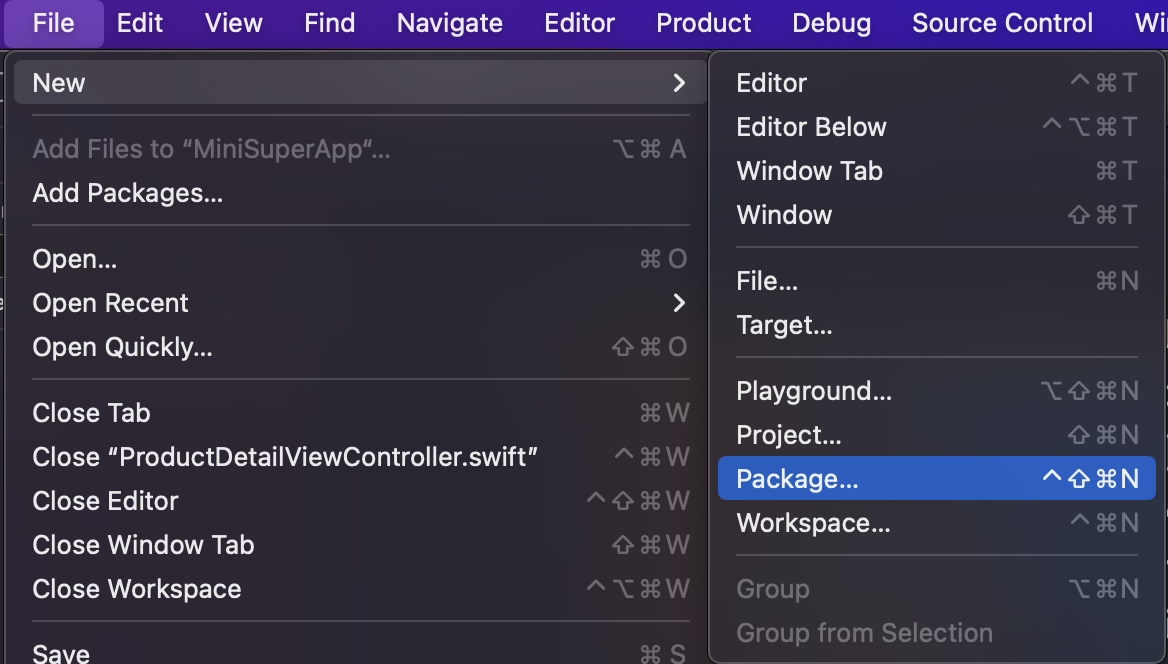 File Edit View Find Navigate Editor Product Debug Source Control
New
Add Files to “MiniSuperApp“... ⌥⌘A
Add Packages...
Open... ⌘O
Open Recent
Open Quickly... ⇧⌘O
Close Tab ⌘W
Close “ProductDetailViewController.swift” ^⌘W
Close Editor ^⇧⌘W
Close Window Tab ⇧⌘W
Close Workspace ^⌥⌘W
Save ⌘S
Editor ^⌘T
Editor Below ^⌥⌘T
Window Tab ⌘T
Window ⇧⌘T
File... ⌘N
Target...
Playground... ⌥⇧⌘N
Project... ⇧⌘N
Package... ^⇧⌘N
Workspace... ^⌘N
Group ⌥⌘N
Group from Selection